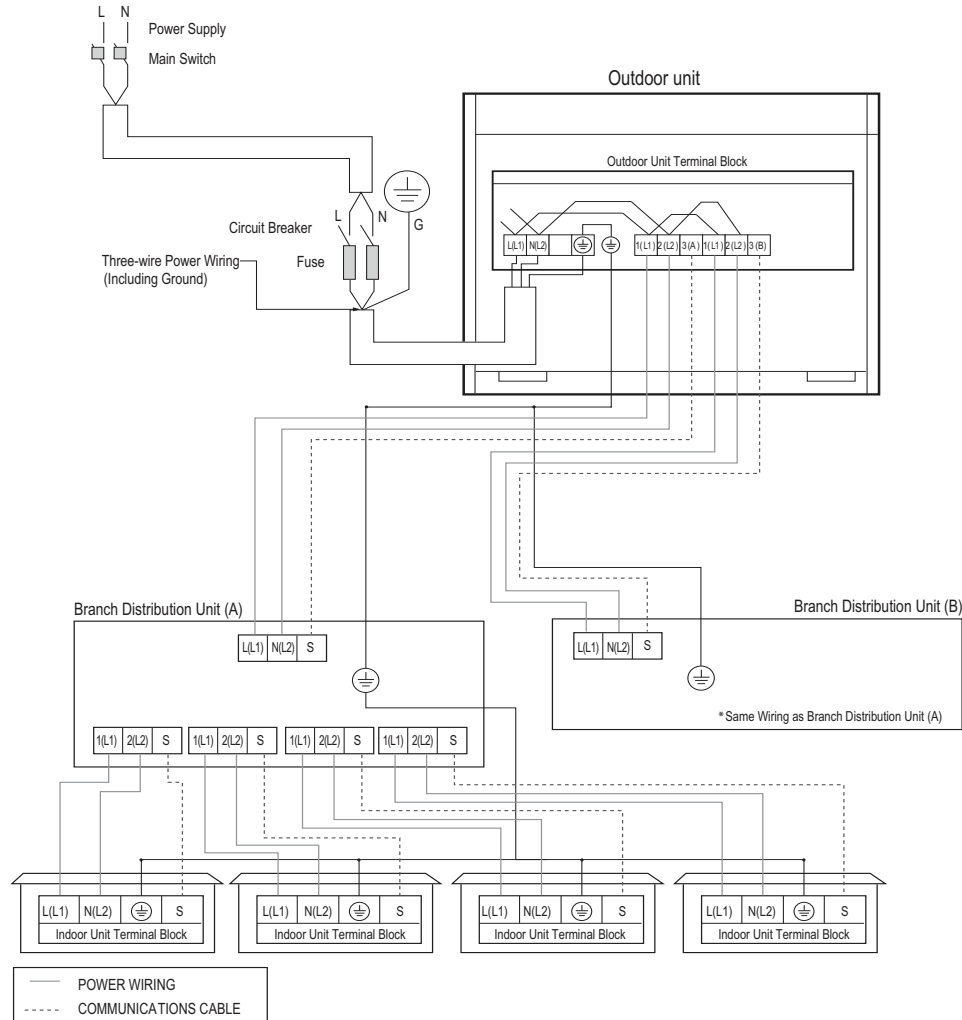 L N
Power Supply
Main Switch
Outdoor unit
Outdoor Unit Terminal Block
L N
G
Circuit Breaker
Three-wire Power Wiring
(Including Ground)
Fuse
L(L1) N(L2)
1(L1) 2(L2) 3(A) 1(L1) 2(L2) 3(B)
Branch Distribution Unit (A)
L(L1) N(L2) S
1(L1) 2(L2) S
1(L1) 2(L2) S
1(L1) 2(L2) S
1(L1) 2(L2) S
Branch Distribution Unit (B)
L(L1) N(L2) S
*Same Wiring as Branch Distribution Unit (A)
L(L1) N(L2) S
Indoor Unit Terminal Block
L(L1) N(L2) S
Indoor Unit Terminal Block
L(L1) N(L2) S
Indoor Unit Terminal Block
L(L1) N(L2) S
Indoor Unit Terminal Block
POWER WIRING
COMMUNICATIONS CABLE